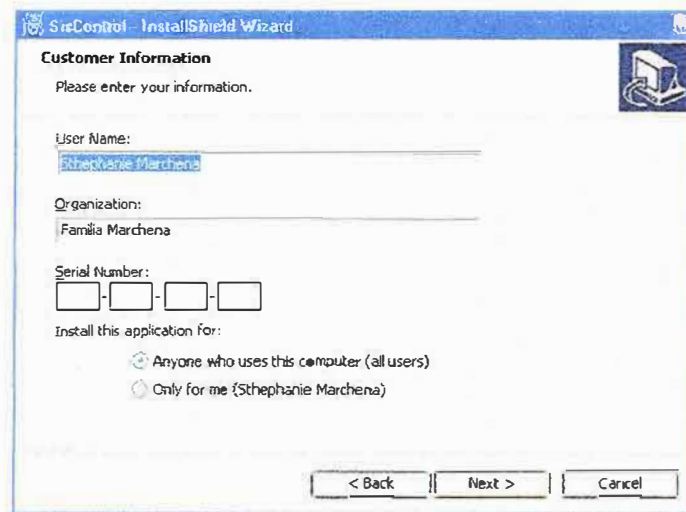 SisControl - InstallShield Wizard
Customer Information
Please enter your information.
User Name:
Sthephanie Marchena
Organization:
Familia Marchena
Serial Number:
- - -
Install this application for:
Anyone who uses this computer (all users)
Only for me (Sthephanie Marchena)
< Back Next > Cancel